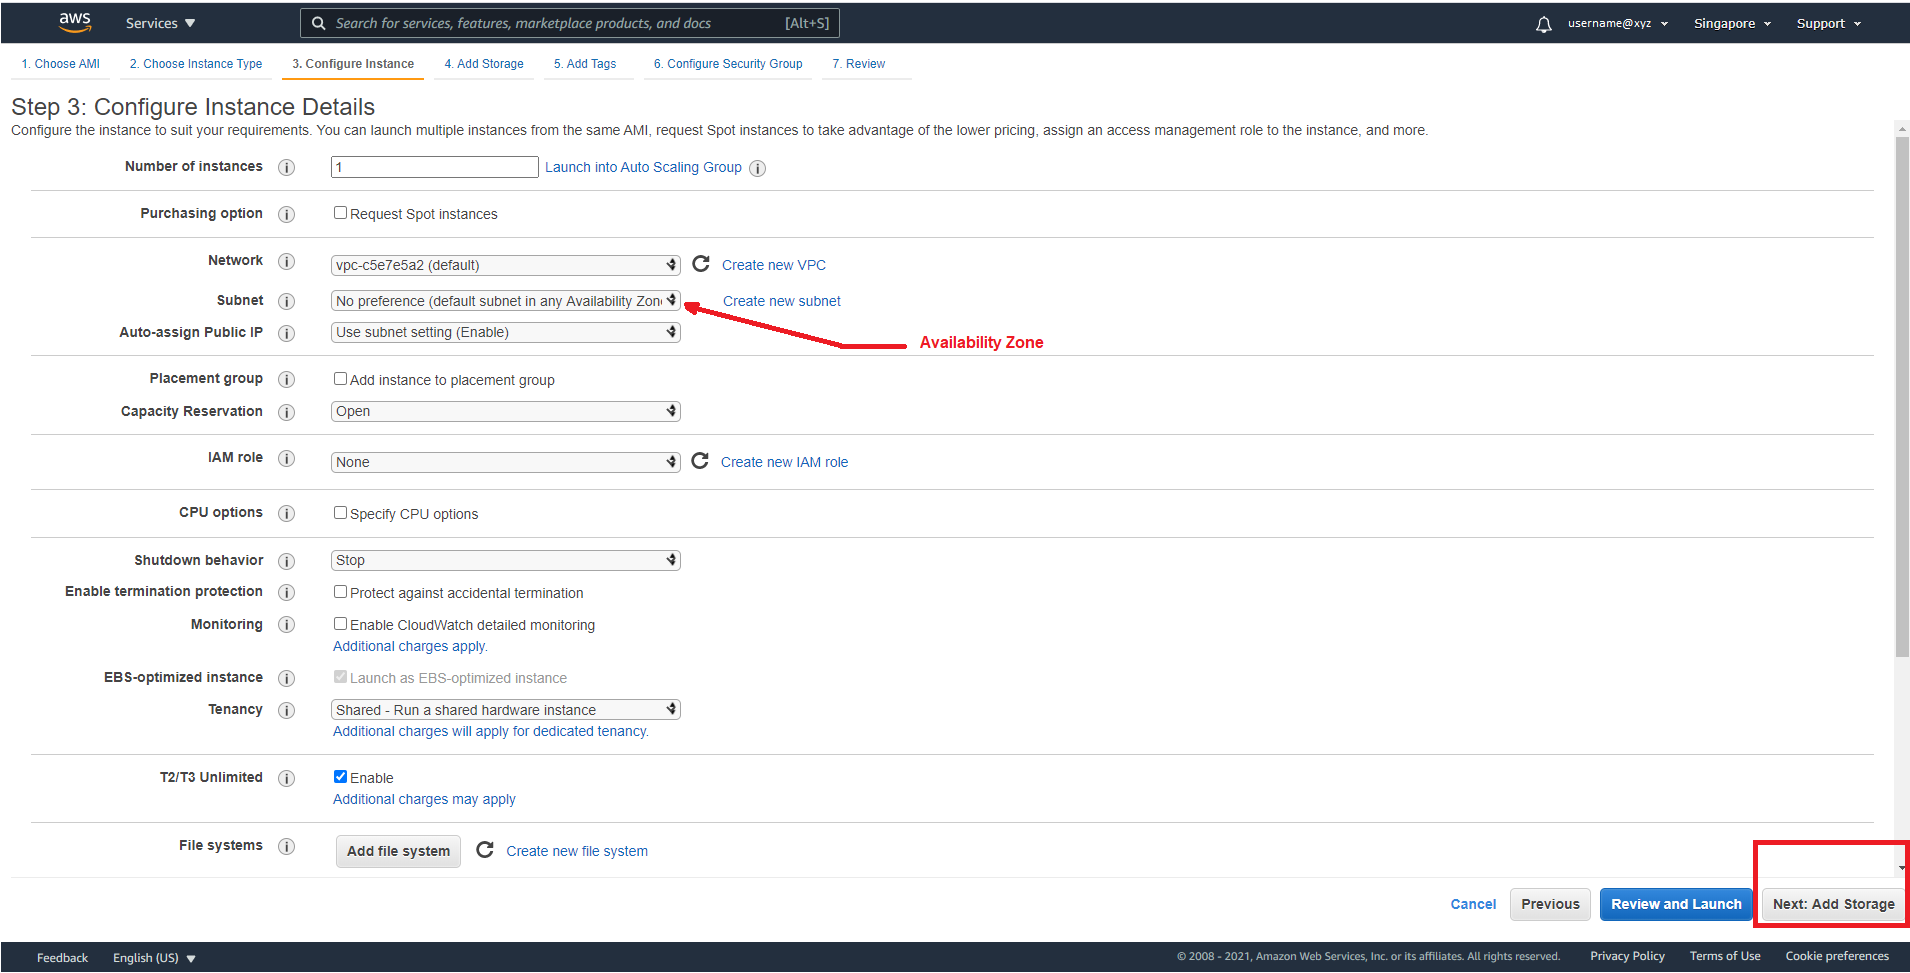 aws Services Search for services, features, marketplace products, and docs [Alt+S] username@xyz Singapore Support
1. Choose AMI 2. Choose Instance Type 3. Configure Instance 4. Add Storage 5. Add Tags 6. Configure Security Group 7. Review
Step 3: Configure Instance Details
Configure the instance to suit your requirements. You can launch multiple instances from the same AMI, request Spot instances to take advantage of the lower pricing, assign an access management role to the instance, and more.
Number of instances i 1 Launch into Auto Scaling Group i
Purchasing option i Request Spot instances
Network i vpc-c5e7e5a2 (default) Create new VPC
Subnet i No preference (default subnet in any Availability Zon Create new subnet
Auto-assign Public IP i Use subnet setting (Enable)
Availability Zone
Placement group i Add instance to placement group
Capacity Reservation i Open
IAM role i None Create new IAM role
CPU options i Specify CPU options
Shutdown behavior i Stop
Enable termination protection i Protect against accidental termination
Monitoring i Enable CloudWatch detailed monitoring
Additional charges apply.
EBS-optimized instance i Launch as EBS-optimized instance
Tenancy i Shared - Run a shared hardware instance
Additional charges will apply for dedicated tenancy.
T2/T3 Unlimited i Enable
Additional charges may apply
File systems i Add file system Create new file system
Cancel Previous Review and Launch Next: Add Storage
Feedback English (US) © 2008 - 2021, Amazon Web Services, Inc. or its affiliates. All rights reserved. Privacy Policy Terms of Use Cookie preferences